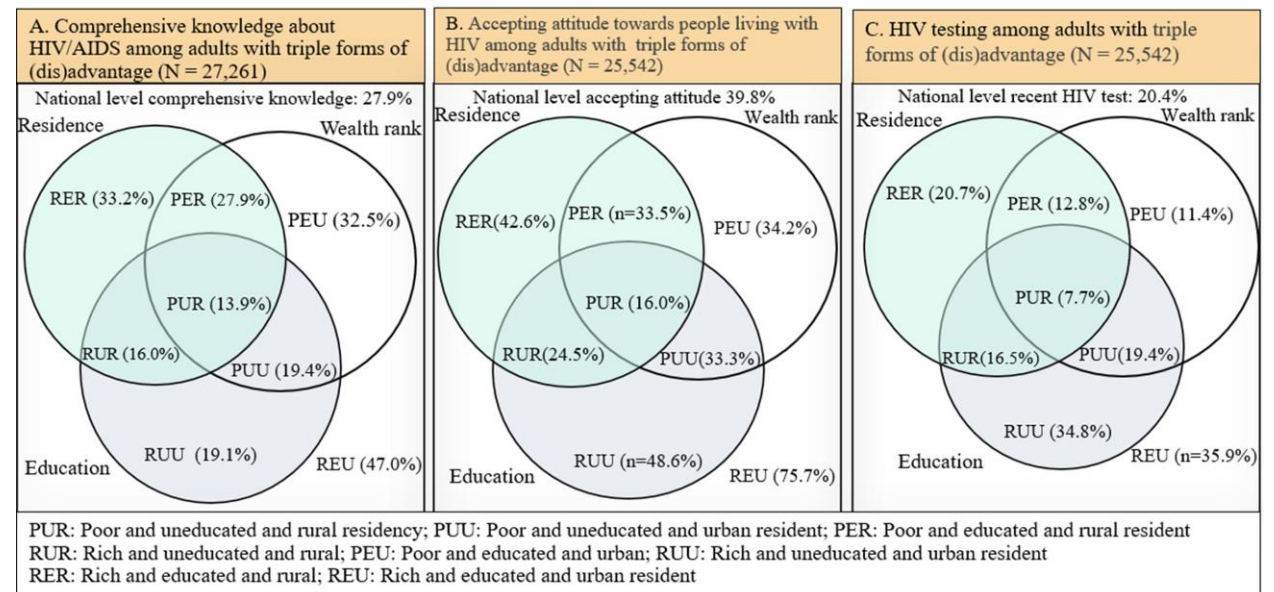 A. Comprehensive knowledge about
HIV/AIDS among adults with triple forms of
(dis)advantage (N = 27,261)
National level comprehensive knowledge: 27.9%
Residence
Wealth rank
RER (33.2%)
PER (27.9%)
PEU (32.5%)
PUR (13.9%)
RUR (16.0%)
PUU (19.4%)
RUU (19.1%)
Education
REU (47.0%)
B. Accepting attitude towards people living with
HIV among adults with triple forms of
(dis)advantage (N = 25,542)
National level accepting attitude 39.8%
Residence
Wealth rank
RER(42.6%)
PER (n=33.5%)
PEU (34.2%)
PUR (16.0%)
RUR(24.5%)
PUU(33.3%)
RUU (n=48.6%)
Education
REU (75.7%)
C. HIV testing among adults with triple
forms of (dis)advantage (N = 25,542)
National level recent HIV test: 20.4%
Residence
Wealth rank
RER (20.7%)
PER (12.8%)
PEU (11.4%)
PUR (7.7%)
RUR(16.5%)
PUU(19.4%)
RUU (34.8%)
Education
REU (n=35.9%)
PUR: Poor and uneducated and rural residency; PUU: Poor and uneducated and urban resident; PER: Poor and educated and rural resident
RUR: Rich and uneducated and rural; PEU: Poor and educated and urban; RUU: Rich and uneducated and urban resident
RER: Rich and educated and rural; REU: Rich and educated and urban resident